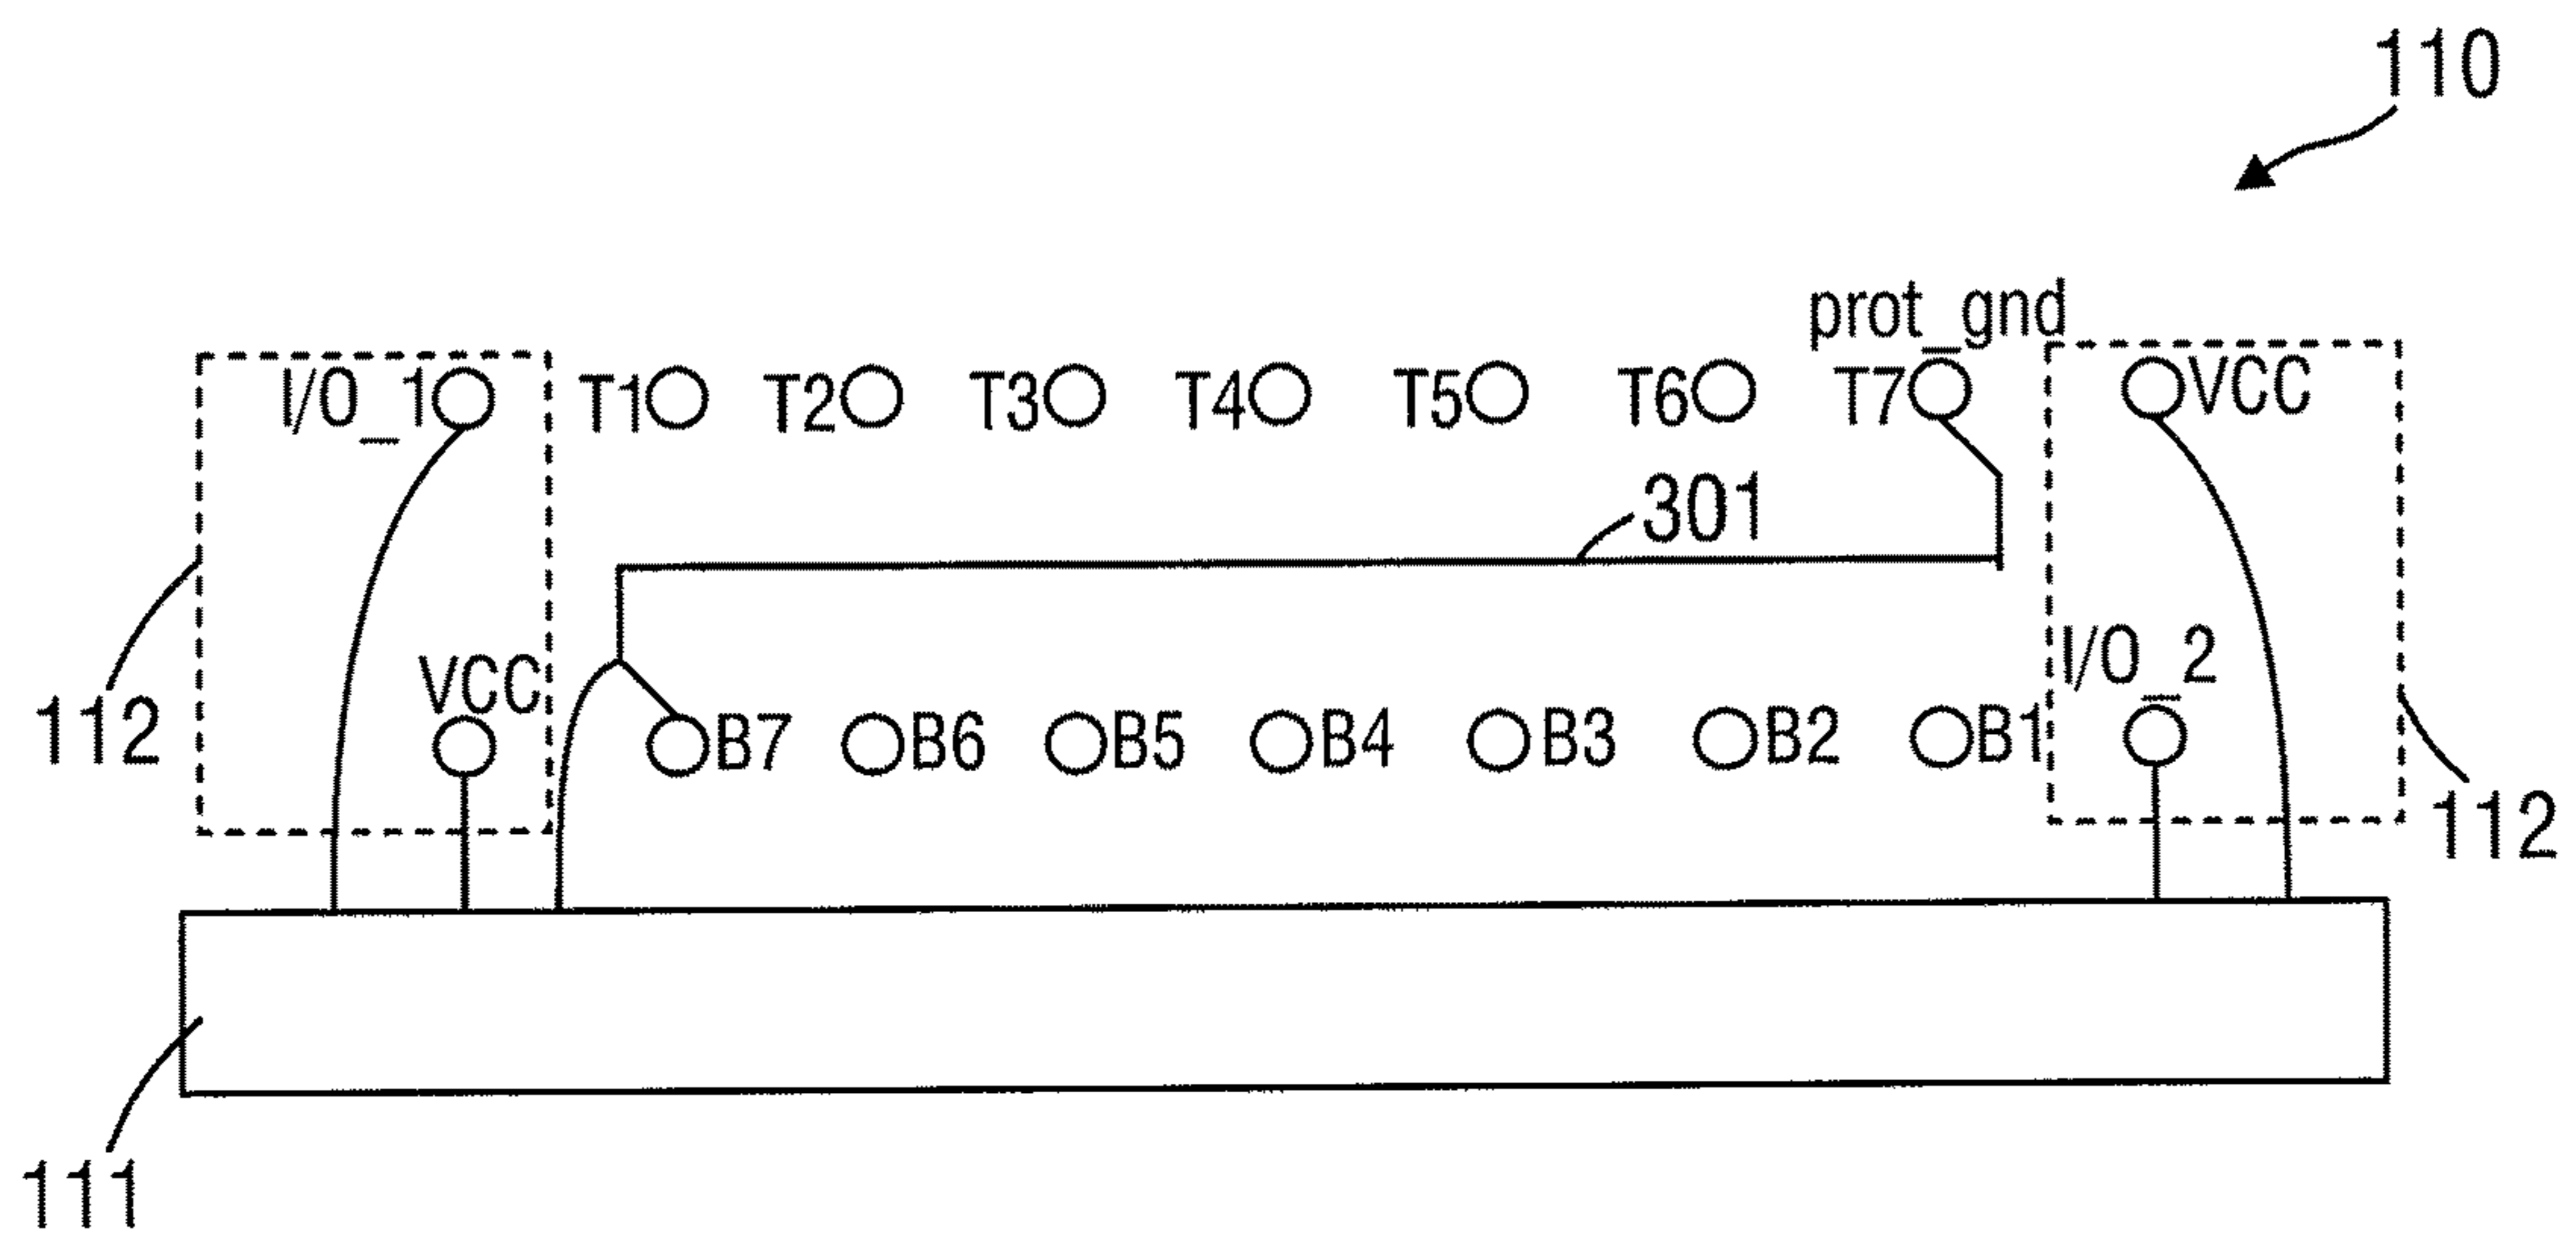 110
prot_gnd
I/O_1 T1 T2 T3 T4 T5 T6 T7 VCC
301
VCC I/O_2
B7 B6 B5 B4 B3 B2 B1
112 112
111